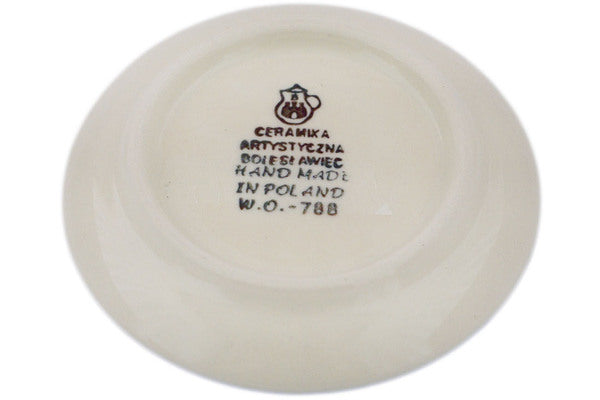 CERAMIKA
ARTYSTYCZNA
BOLESŁAWIEC
HAND MADE
IN POLAND
W.O.-788